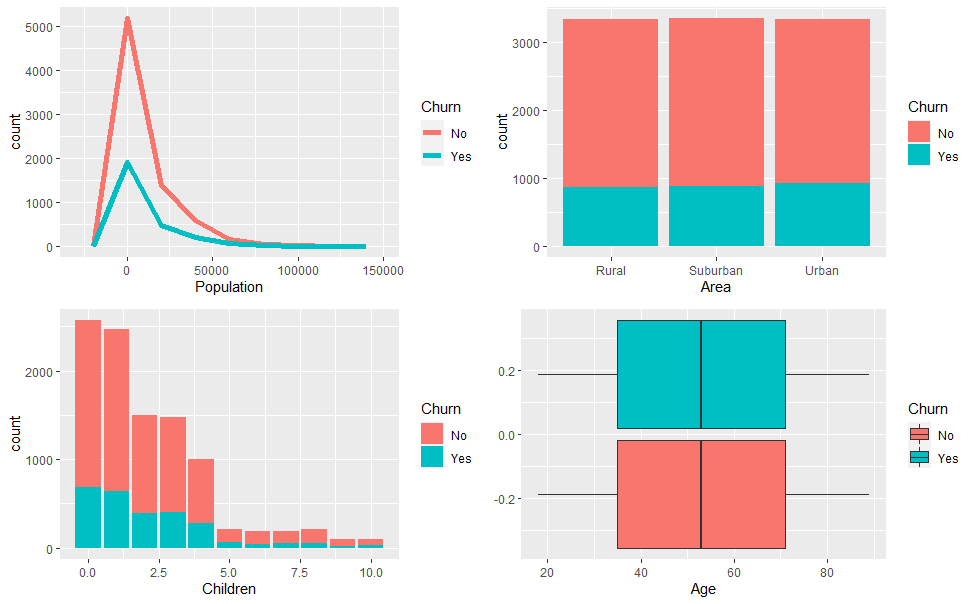 5000
4000
3000
2000
1000
0
count
0 50000 100000 150000
Population
Churn
No
Yes
3000
2000
1000
0
count
Rural Suburban Urban
Area
Churn
No
Yes
2000
1000
0
count
0.0 2.5 5.0 7.5 10.0
Children
Churn
No
Yes
0.2
0.0
-0.2
20 40 60 80
Age
Churn
No
Yes